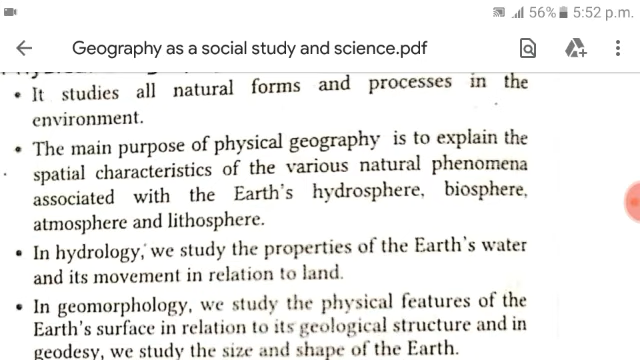 56% 5:52 p.m.
Geography as a social study and science.pdf
• It studies all natural forms and processes in the
environment.
• The main purpose of physical geography is to explain the
spatial characteristics of the various natural phenomena
associated with the Earth's hydrosphere, biosphere,
atmosphere and lithosphere.
• In hydrology, we study the properties of the Earth's water
and its movement in relation to land.
• In geomorphology, we study the physical features of the
Earth's surface in relation to its geological structure and in
geodesy, we study the size and shape of the Earth.